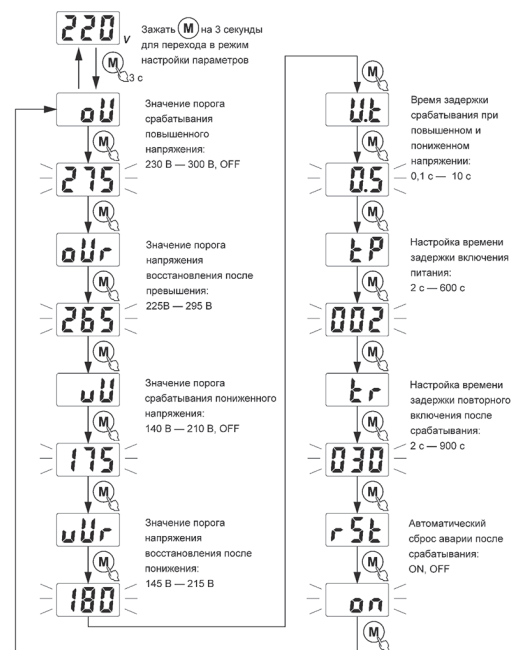 220 V
Зажать M на 3 секунды
для перехода в режим
настройки параметров
M
3 с
oU
Значение порога
срабатывания
повышенного
напряжения:
230 В — 300 В, OFF
M
275
M
oUr
Значение порога
напряжения
восстановления после
превышения:
225В — 295 В
M
265
M
uU
Значение порога
срабатывания пониженного
напряжения:
140 В — 210 В, OFF
M
175
M
uUr
Значение порога
напряжения
восстановления после
понижения:
145 В — 215 В
M
180
M
U.t
Время задержки
срабатывания при
повышенном и
пониженном
напряжении:
0,1 с — 10 с
M
0.5
M
tP
Настройка времени
задержки включения
питания:
2 с — 600 с
M
002
M
tr
Настройка времени
задержки повторного
включения после
срабатывания:
2 с — 900 с
M
030
M
rSt
Автоматический
сброс аварии после
срабатывания:
ON, OFF
M
on
M